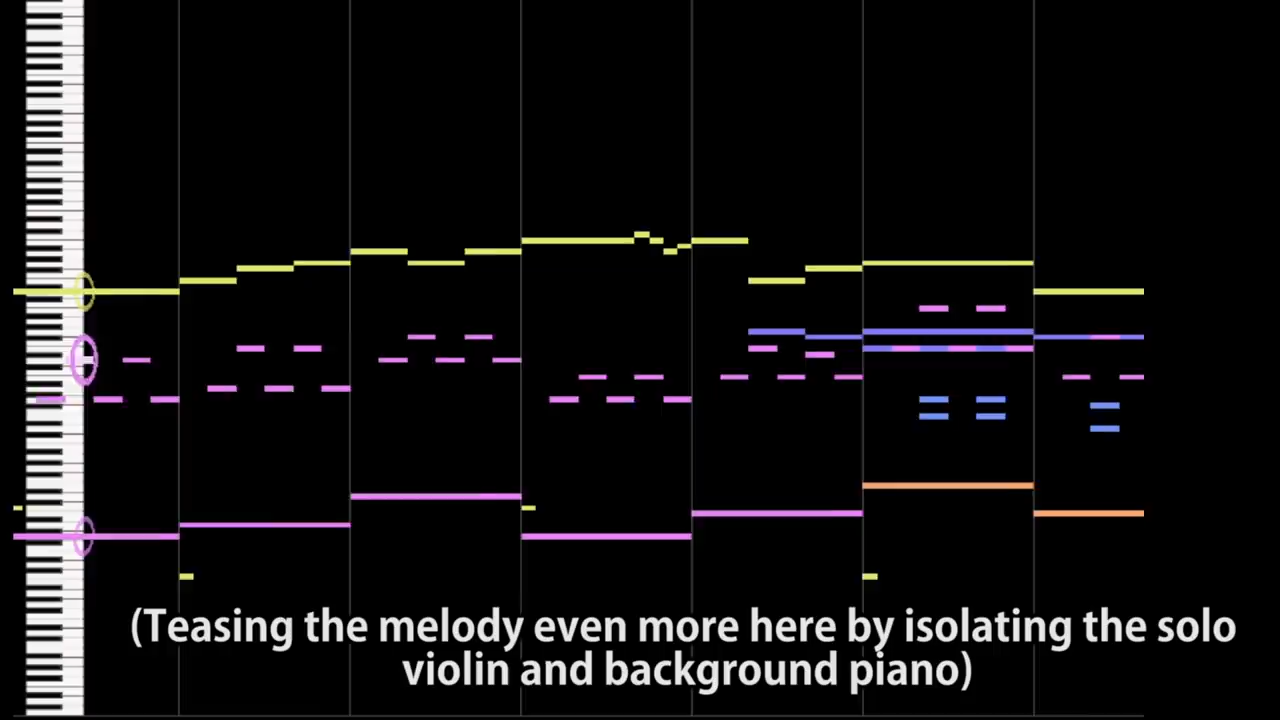 (Teasing the melody even more here by isolating the solo
violin and background piano)